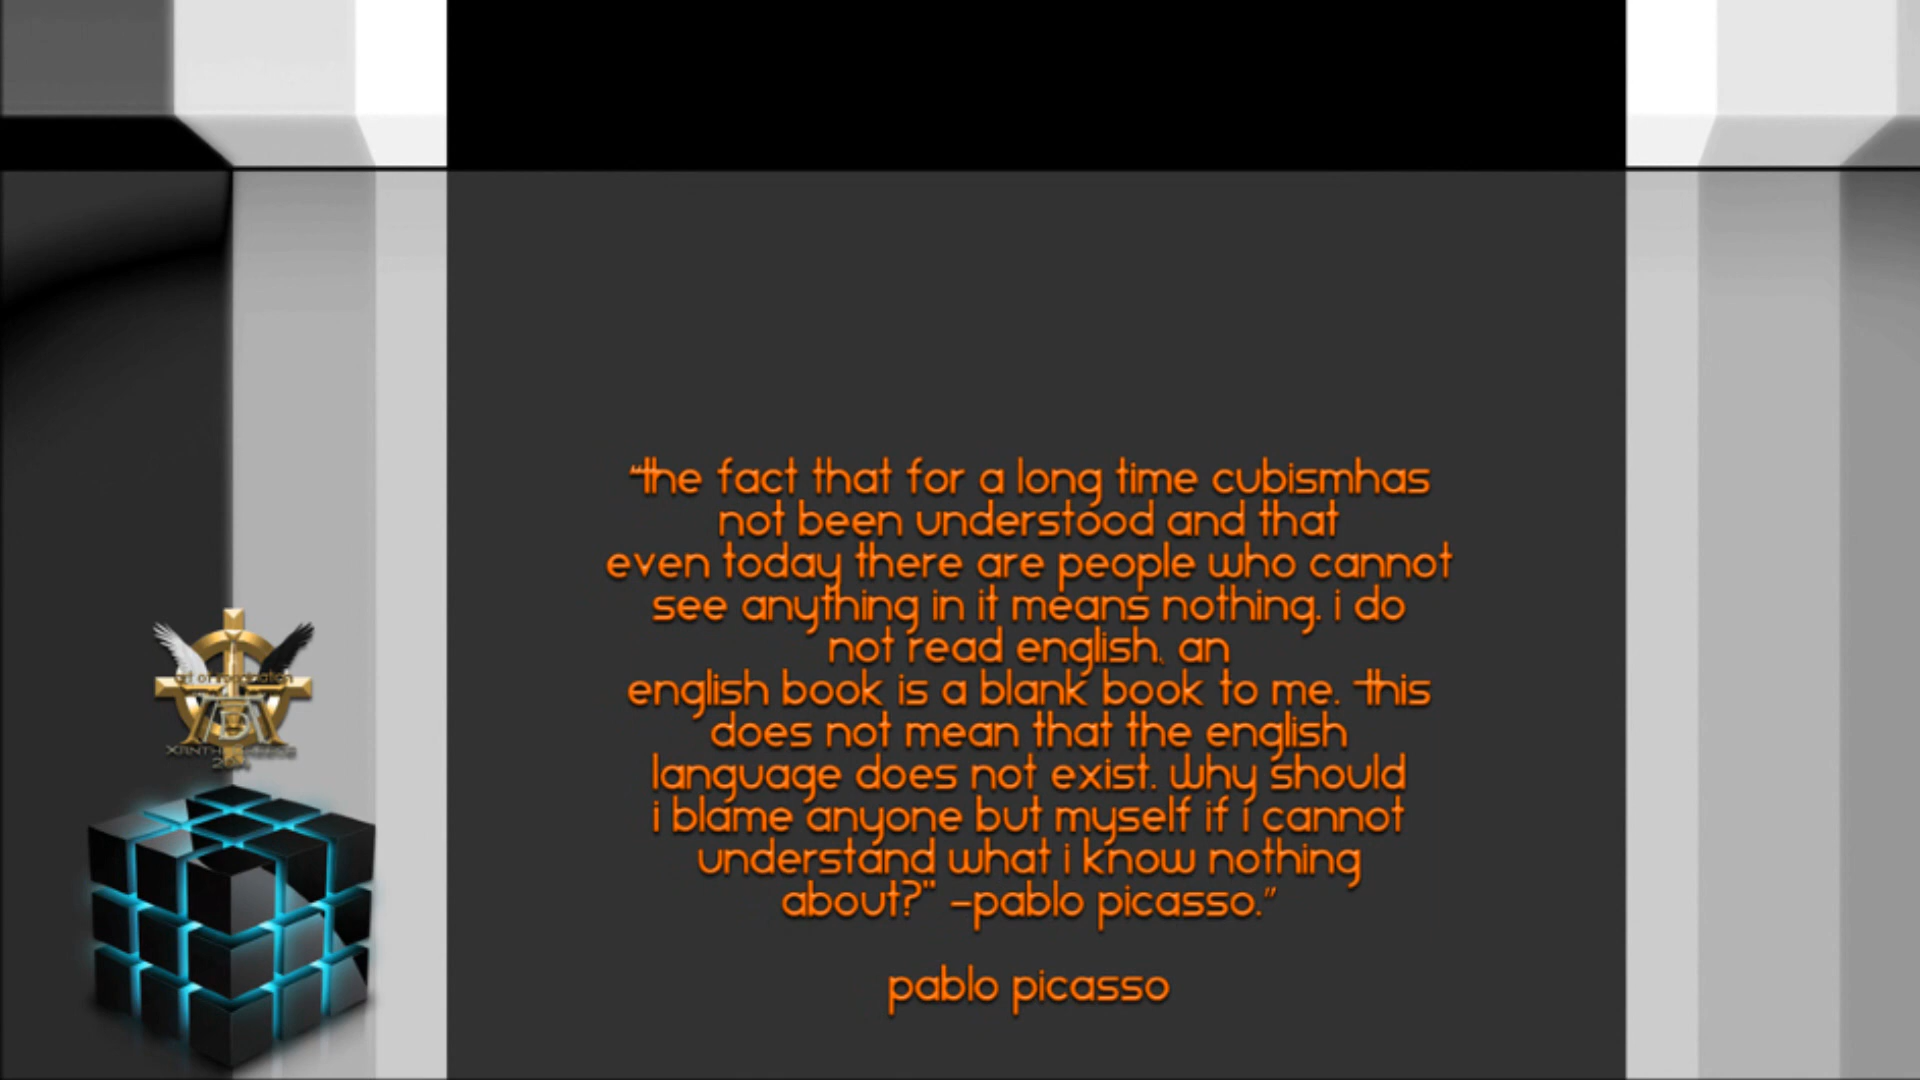 “the fact that for a long time cubismhas
not been understood and that
even today there are people who cannot
see anything in it means nothing. i do
not read english, an
english book is a blank book to me. this
does not mean that the english
language does not exist. why should
i blame anyone but myself if i cannot
understand what i know nothing
about?" -pablo picasso.”
pablo picasso
art of